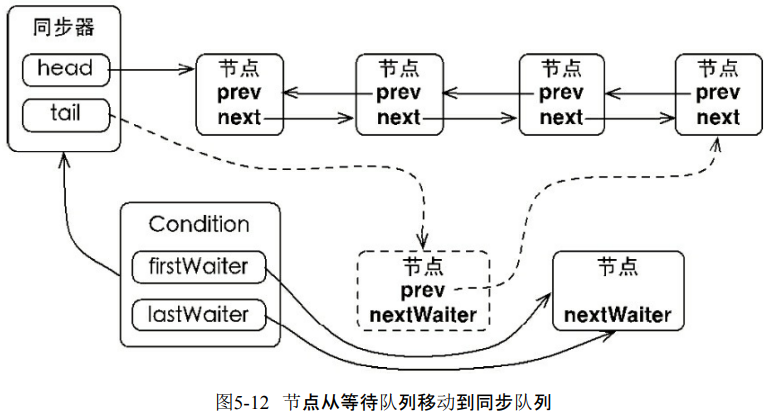 同步器
head
tail
节点
prev
next
节点
prev
next
节点
prev
next
节点
prev
next
Condition
firstWaiter
lastWaiter
节点
prev
nextWaiter
节点
nextWaiter
图5-12 节点从等待队列移动到同步队列